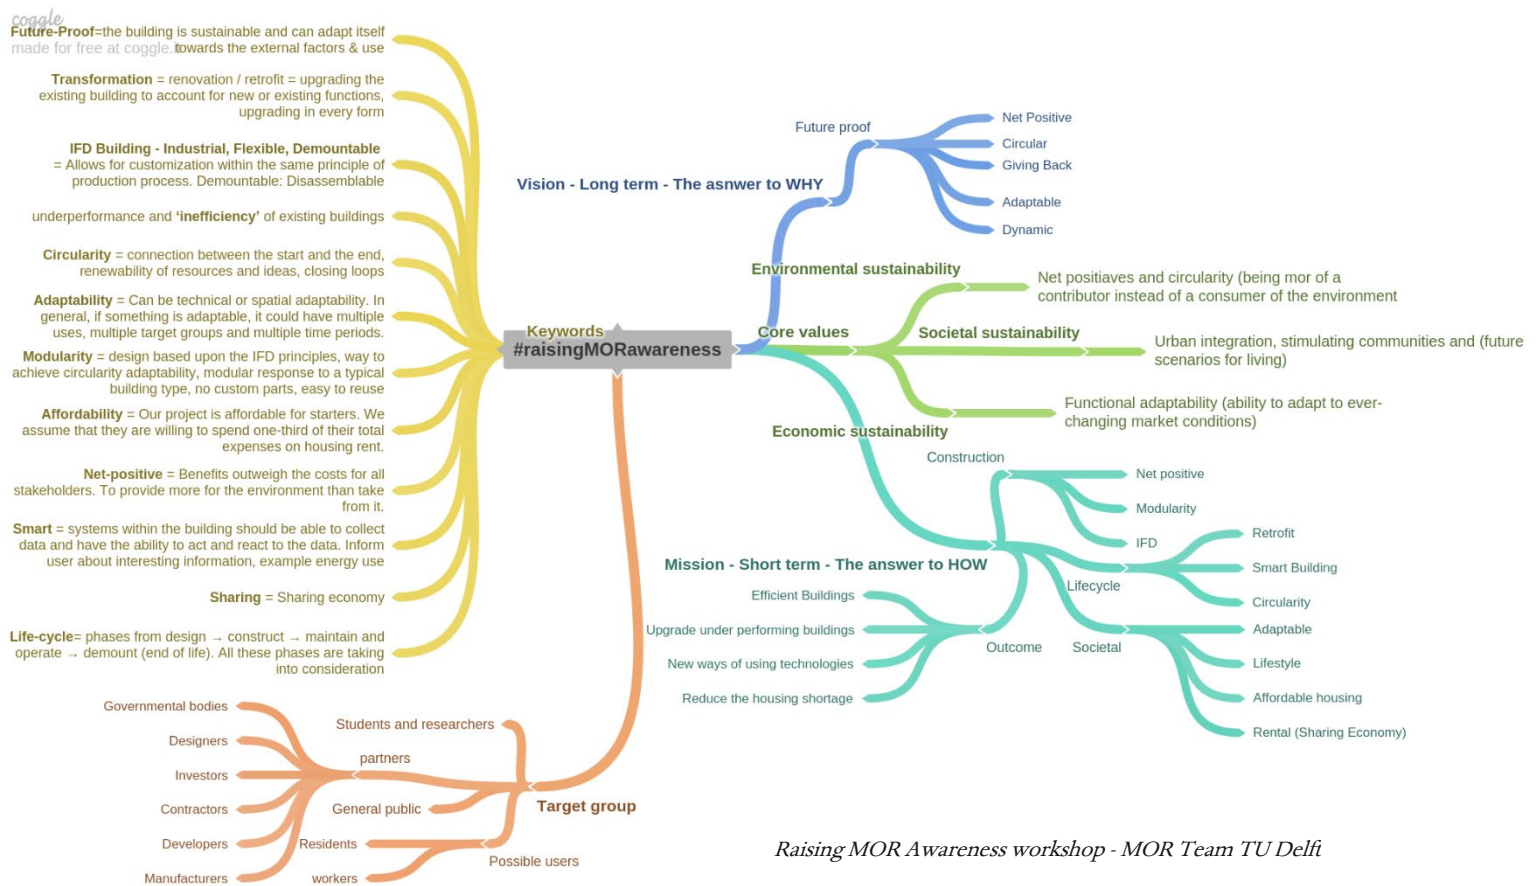 coggle
made for free at coggle.it
Future-Proof=the building is sustainable and can adapt itself
towards the external factors & use
Transformation = renovation / retrofit = upgrading the
existing building to account for new or existing functions,
upgrading in every form
IFD Building - Industrial, Flexible, Demountable
= Allows for customization within the same principle of
production process. Demountable: Disassemblable
underperformance and ‘inefficiency’ of existing buildings
Circularity = connection between the start and the end,
renewability of resources and ideas, closing loops
Adaptability = Can be technical or spatial adaptability. In
general, if something is adaptable, it could have multiple
uses, multiple target groups and multiple time periods.
Modularity = design based upon the IFD principles, way to
achieve circularity adaptability, modular response to a typical
building type, no custom parts, easy to reuse
Affordability = Our project is affordable for starters. We
assume that they are willing to spend one-third of their total
expenses on housing rent.
Net-positive = Benefits outweigh the costs for all
stakeholders. To provide more for the environment than take
from it.
Smart = systems within the building should be able to collect
data and have the ability to act and react to the data. Inform
user about interesting information, example energy use
Sharing = Sharing economy
Life-cycle= phases from design → construct → maintain and
operate → demount (end of life). All these phases are taking
into consideration
Keywords
#raisingMORawareness
Vision - Long term - The asnwer to WHY
Future proof
Net Positive
Circular
Giving Back
Adaptable
Dynamic
Core values
Environmental sustainability
Net positiaves and circularity (being mor of a
contributor instead of a consumer of the environment
Societal sustainability
Urban integration, stimulating communities and (future
scenarios for living)
Economic sustainability
Functional adaptability (ability to adapt to ever-
changing market conditions)
Mission - Short term - The answer to HOW
Construction
Net positive
Modularity
IFD
Lifecycle
Retrofit
Smart Building
Circularity
Societal
Adaptable
Lifestyle
Affordable housing
Rental (Sharing Economy)
Outcome
Efficient Buildings
Upgrade under performing buildings
New ways of using technologies
Reduce the housing shortage
Target group
Students and researchers
partners
Governmental bodies
Designers
Investors
Contractors
Developers
Manufacturers
General public
Possible users
Residents
workers
Raising MOR Awareness workshop - MOR Team TU Delft